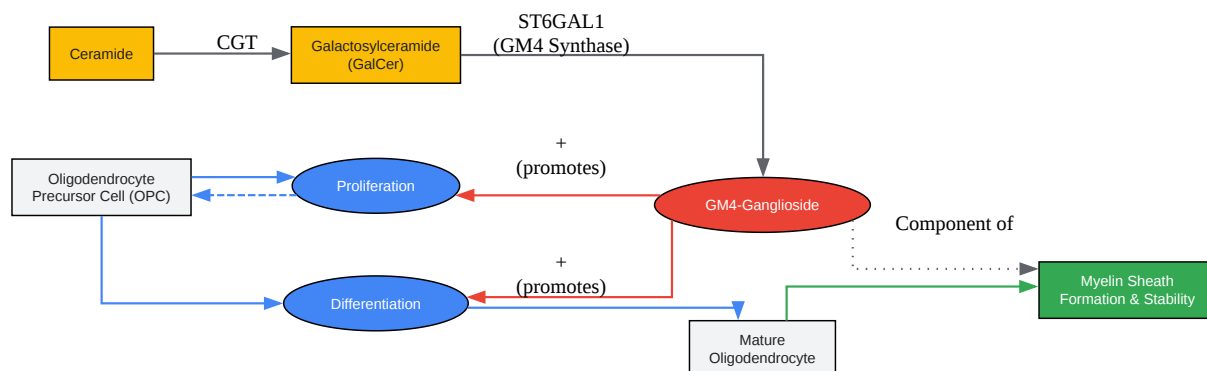 Ceramide
CGT
Galactosylceramide
(GalCer)
ST6GAL1
(GM4 Synthase)
Oligodendrocyte
Precursor Cell (OPC)
Proliferation
+
(promotes)
GM4-Ganglioside
Component of
Differentiation
+
(promotes)
Mature
Oligodendrocyte
Myelin Sheath
Formation & Stability